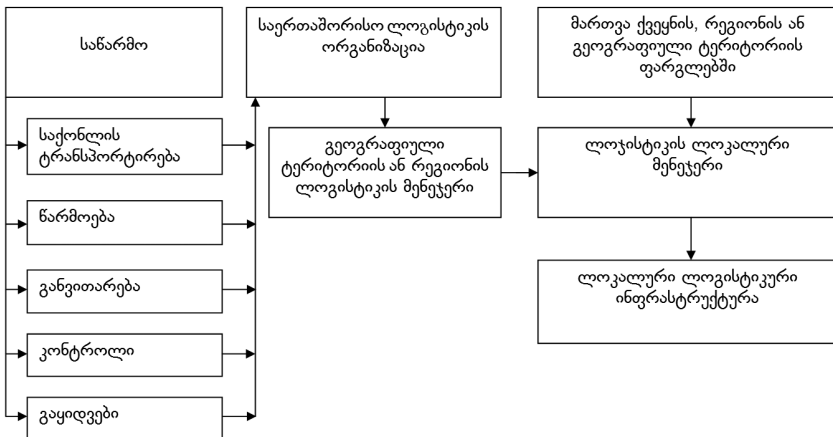 საწარმო
საერთაშორისო ლოგისტიკის
ორგანიზაცია
მართვა ქვეყნის, რეგიონის ან
გეოგრაფიული ტერიტორიის
ფარგლებში
საქონლის
ტრანსპორტირება
გეოგრაფიული
ტერიტორიის ან რეგიონის
ლოგისტიკის მენეჯერი
ლოჯისტიკის ლოკალური
მენეჯერი
წარმოება
განვითარება
ლოკალური ლოგისტიკური
ინფრასტრუქტურა
კონტროლი
გაყიდვები